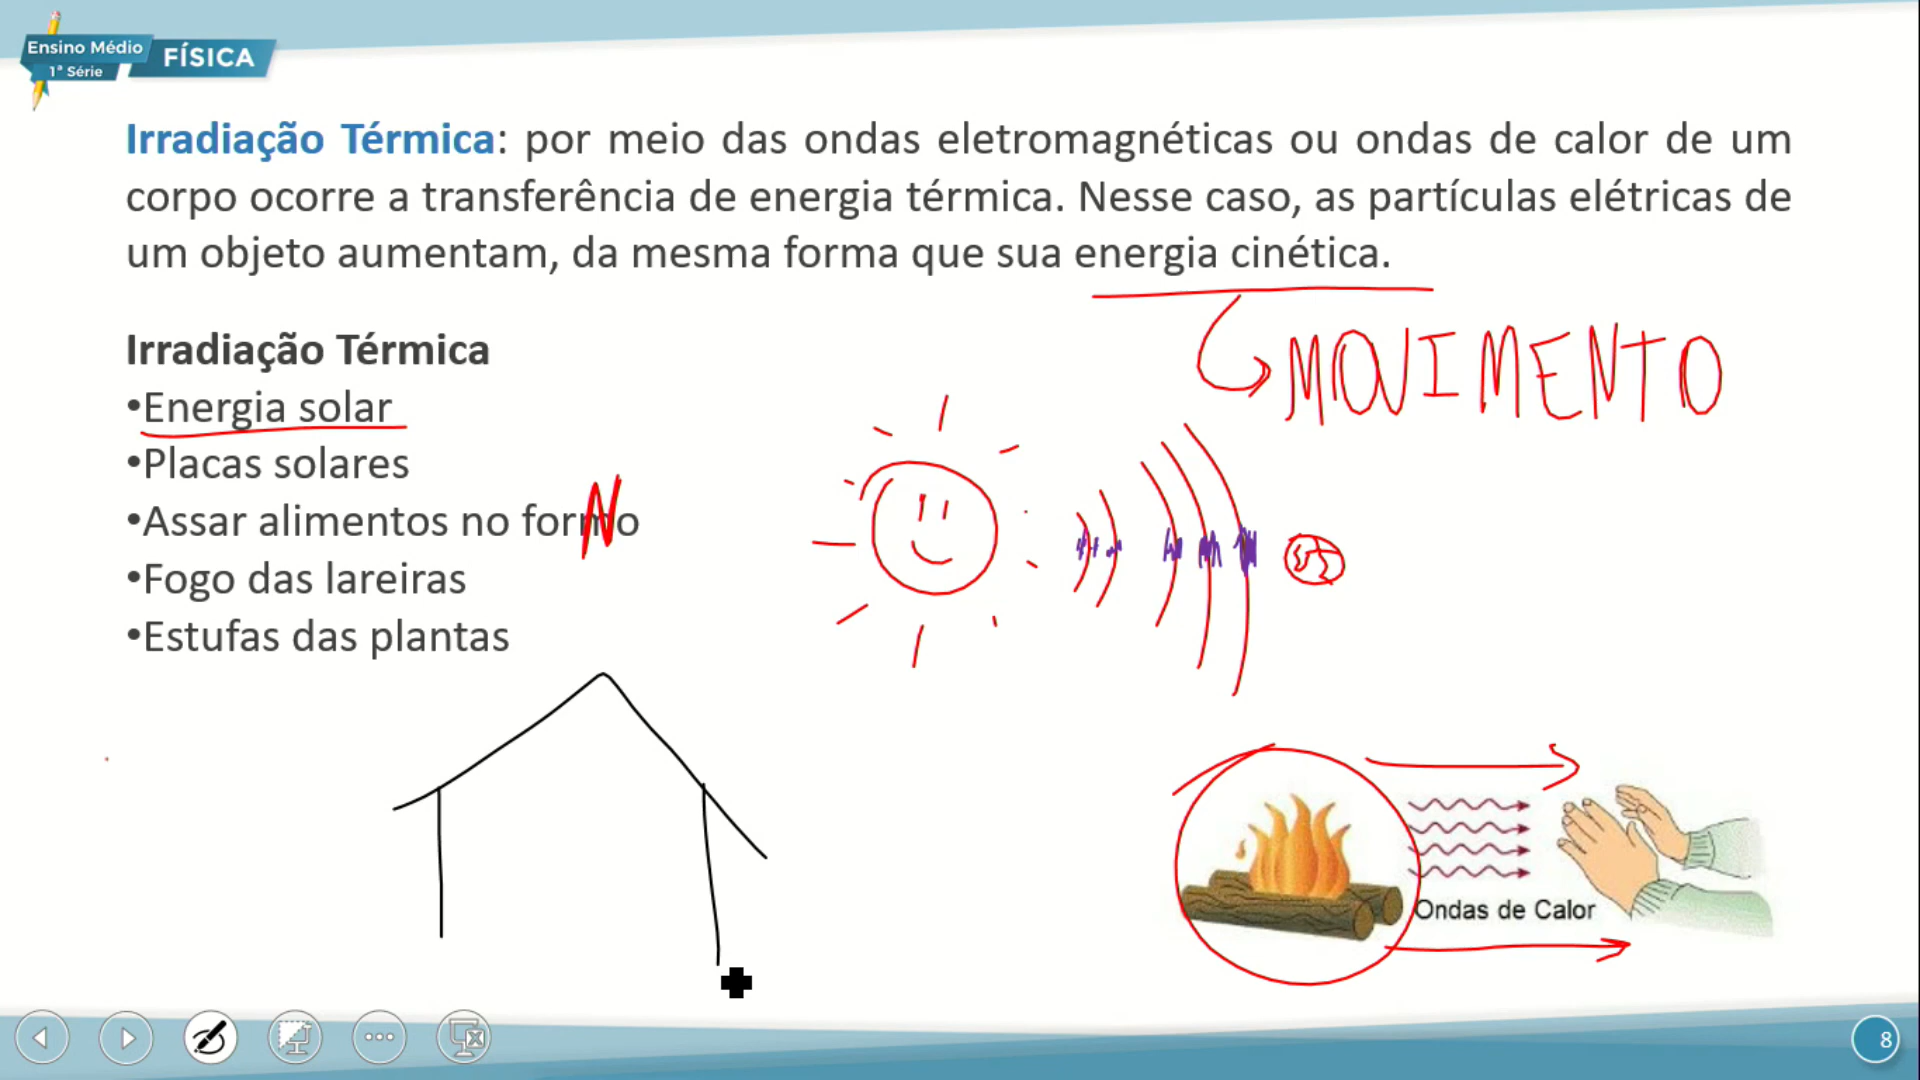 Ensino Médio
1ª Série
FÍSICA
Irradiação Térmica: por meio das ondas eletromagnéticas ou ondas de calor de um
corpo ocorre a transferência de energia térmica. Nesse caso, as partículas elétricas de
um objeto aumentam, da mesma forma que sua energia cinética.
MOVIMENTO
Irradiação Térmica
•Energia solar
•Placas solares
•Assar alimentos no formo
N
•Fogo das lareiras
•Estufas das plantas
Ondas de Calor
8